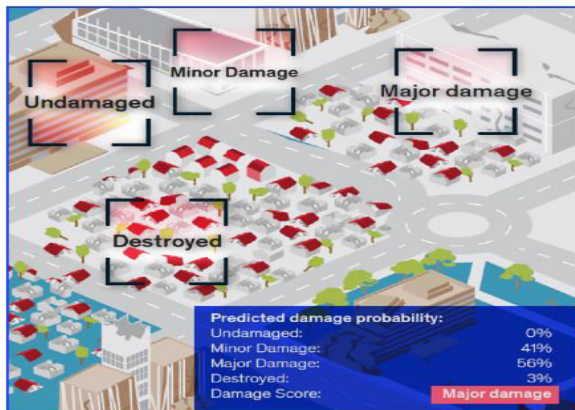 Minor Damage
Undamaged
Major damage
Destroyed
Predicted damage probability:
Undamaged: 0%
Minor Damage: 41%
Major Damage: 56%
Destroyed: 3%
Damage Score: Major damage